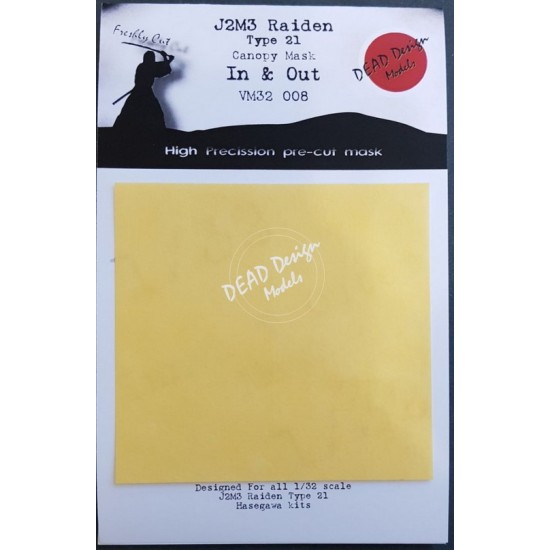 Freshly Cut
J2M3 Raiden
Type 21
Canopy Mask
In & Out
VM32 008
DEAD Design
Models
High Precission pre-cut mask
DEAD Design
Models
Designed For all 1/32 scale
J2M3 Raiden Type 21
Hasegawa kits